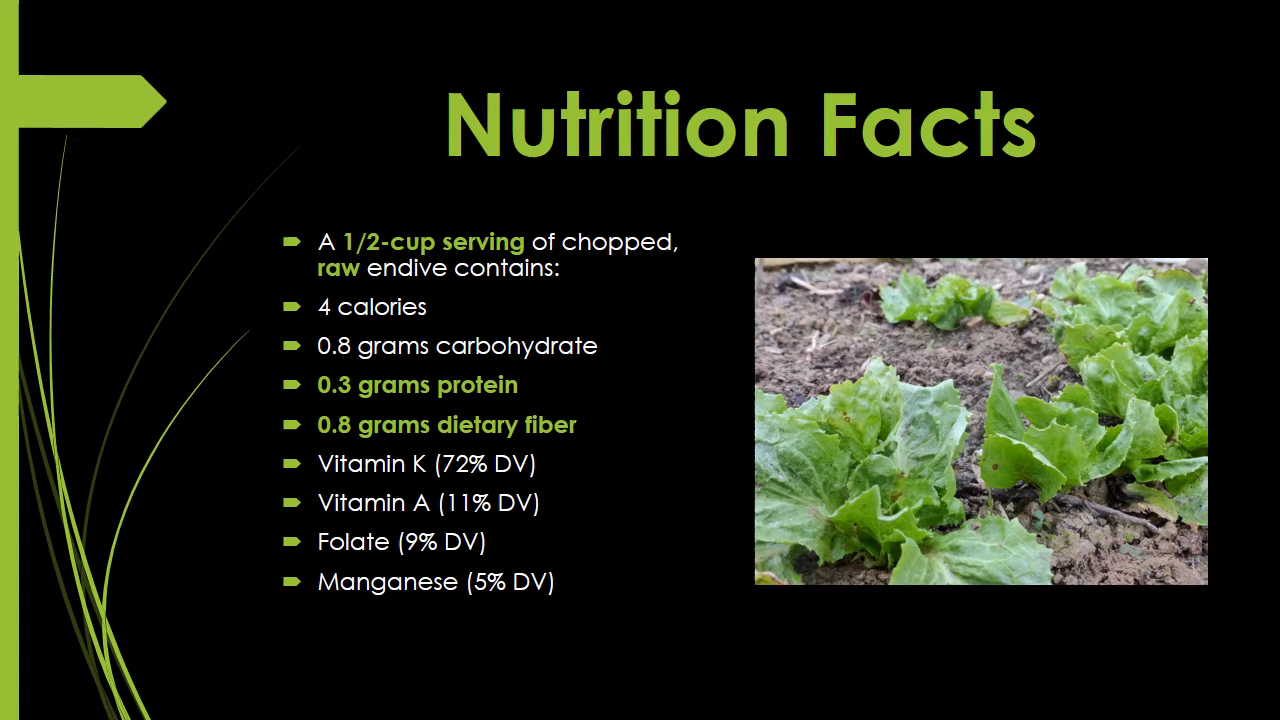 Nutrition Facts
A 1/2-cup serving of chopped,
raw endive contains:
4 calories
0.8 grams carbohydrate
0.3 grams protein
0.8 grams dietary fiber
Vitamin K (72% DV)
Vitamin A (11% DV)
Folate (9% DV)
Manganese (5% DV)